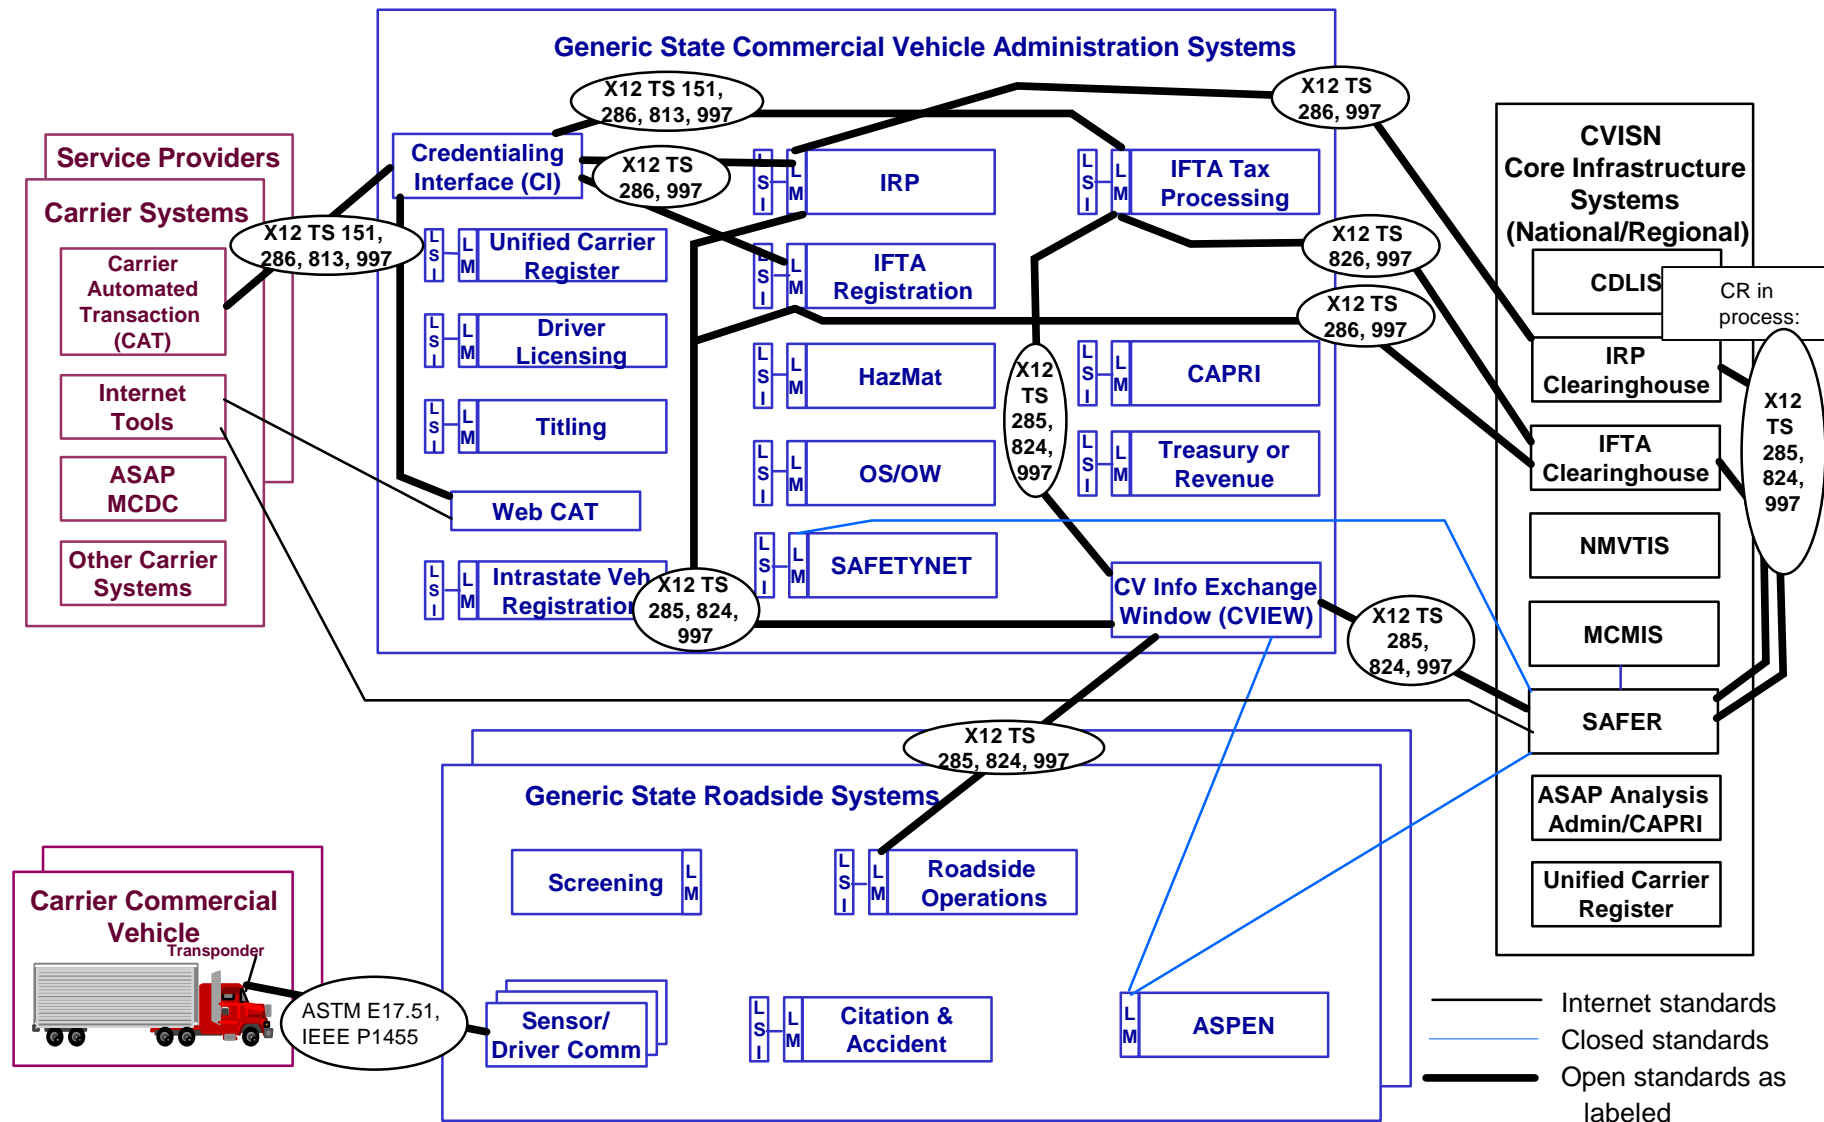 Generic State Commercial Vehicle Administration Systems
X12 TS 151,
286, 813, 997
X12 TS
286, 997
Service Providers
Carrier Systems
Carrier
Automated
Transaction
(CAT)
Internet
Tools
ASAP
MCDC
Other Carrier
Systems
X12 TS 151,
286, 813, 997
Credentialing
Interface (CI)
X12 TS
286, 997
L
S
I
L
M
Unified Carrier
Register
L
S
I
L
M
Driver
Licensing
L
S
I
L
M
Titling
Web CAT
L
S
I
L
M
Intrastate Veh
Registration
X12 TS
285, 824,
997
L
S
I
L
M
IRP
L
S
I
L
M
IFTA
Registration
L
S
I
L
M
HazMat
L
S
I
L
M
OS/OW
L
S
I
L
M
SAFETYNET
L
S
I
L
M
IFTA Tax
Processing
X12 TS
826, 997
X12 TS
286, 997
X12
TS
285,
824,
997
L
S
I
L
M
CAPRI
L
S
I
L
M
Treasury or
Revenue
CV Info Exchange
Window (CVIEW)
X12 TS
285,
824, 997
CVISN
Core Infrastructure
Systems
(National/Regional)
CDLIS
CR in
process:
IRP
Clearinghouse
X12
TS
285,
824,
997
IFTA
Clearinghouse
NMVTIS
MCMIS
SAFER
ASAP Analysis
Admin/CAPRI
Unified Carrier
Register
X12 TS
285, 824, 997
Generic State Roadside Systems
Screening
L
M
L
S
I
L
M
Roadside
Operations
Sensor/
Driver Comm
L
S
I
L
M
Citation &
Accident
L
M
ASPEN
Carrier Commercial
Vehicle
Transponder
ASTM E17.51,
IEEE P1455
Internet standards
Closed standards
Open standards as
labeled